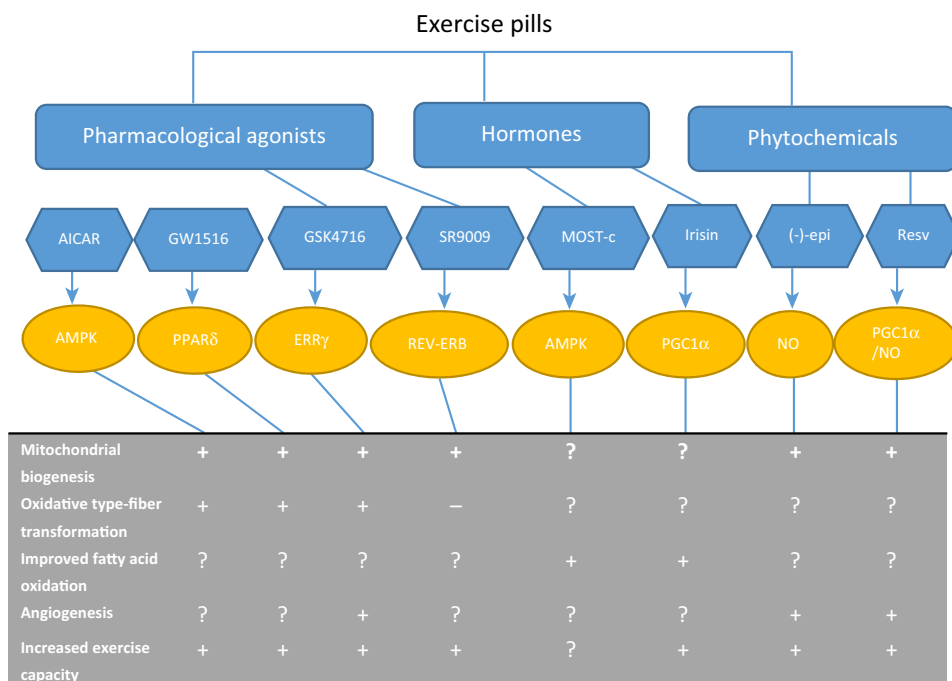 Exercise pills
Pharmacological agonists
Hormones
Phytochemicals
AICAR
GW1516
GSK4716
SR9009
MOST-c
Irisin
(-)-epi
Resv
AMPK
PPARδ
ERRγ
REV-ERB
AMPK
PGC1α
NO
PGC1α
/NO
Mitochondrial + + + + ? ? + +
biogenesis
Oxidative type-fiber + + + – ? ? ? ?
transformation
Improved fatty acid ? ? ? ? + + ? ?
oxidation
Angiogenesis ? ? + ? ? ? + +
Increased exercise + + + + ? + + +
capacity